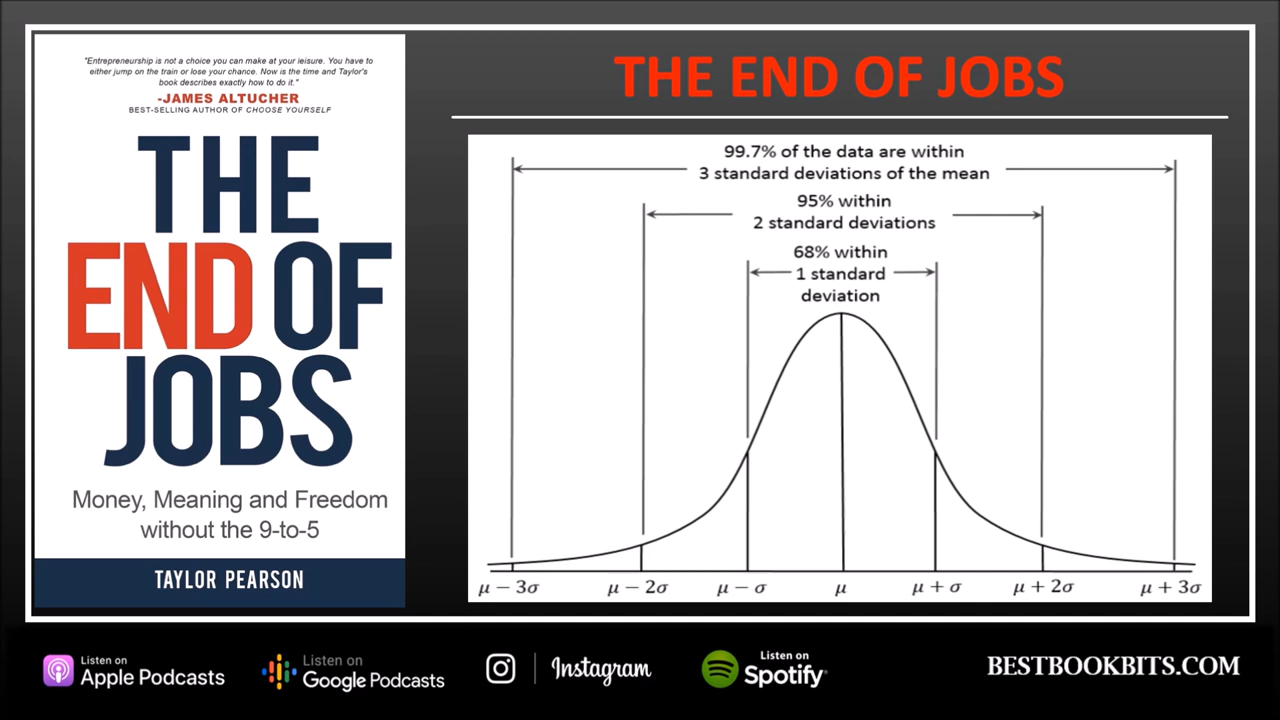 "Entrepreneurship is not a choice you can make at your leisure. You have to
either jump on the train or lose your chance. Now is the time and Taylor's
book describes exactly how to do it."
-JAMES ALTUCHER
BEST-SELLING AUTHOR OF CHOOSE YOURSELF
THE
END OF
JOBS
Money, Meaning and Freedom
without the 9-to-5
TAYLOR PEARSON
THE END OF JOBS
99.7% of the data are within
3 standard deviations of the mean
95% within
2 standard deviations
68% within
1 standard
deviation
μ − 3σ μ − 2σ μ − σ μ μ + σ μ + 2σ μ + 3σ
Listen on
Apple Podcasts
Listen on
Google Podcasts
Instagram
Listen on
Spotify
BESTBOOKBITS.COM